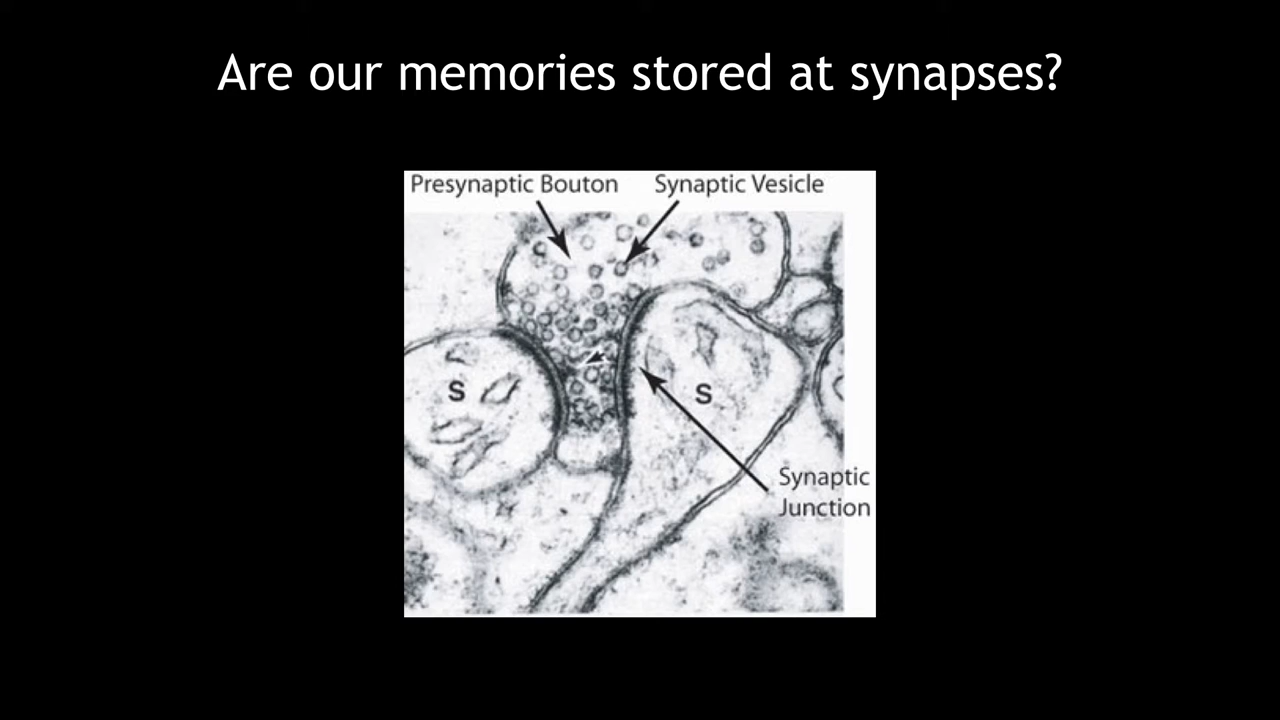 Are our memories stored at synapses?
Presynaptic Bouton Synaptic Vesicle
S
S
Synaptic
Junction